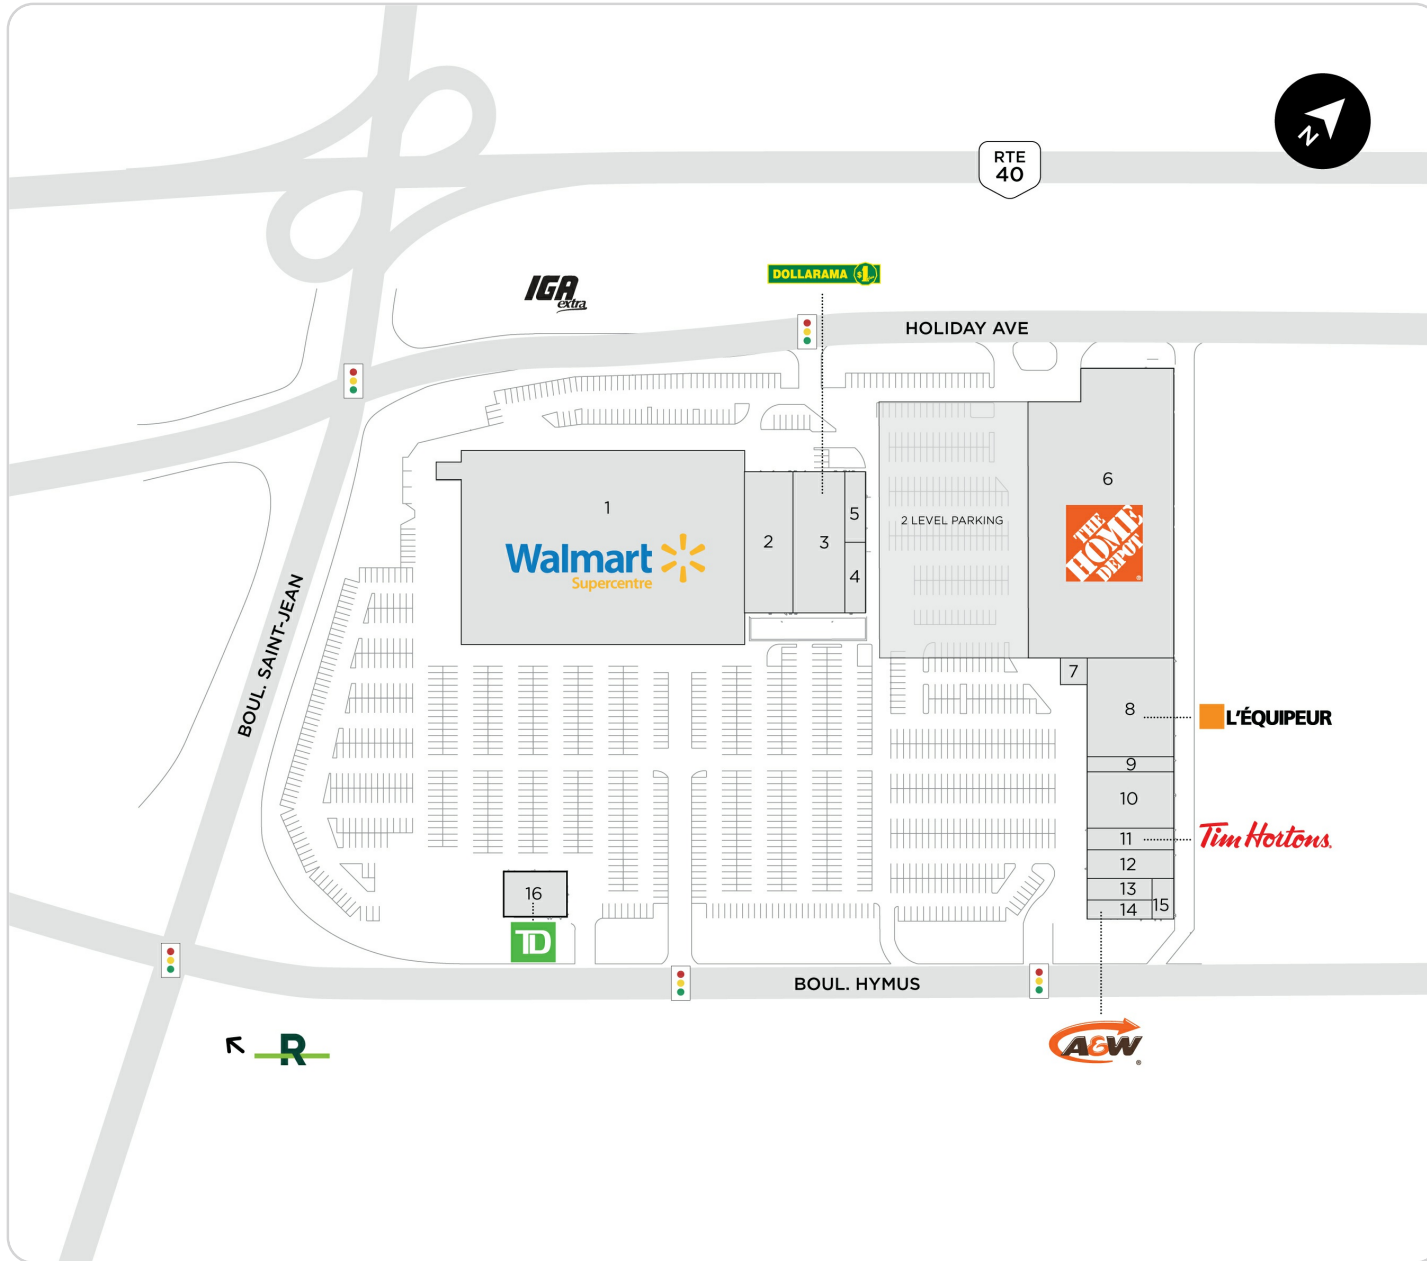 N
RTE
40
IGA
extra
DOLLARAMA $1
HOLIDAY AVE
1
Walmart
Supercentre
2
3
5
4
2 LEVEL PARKING
6
THE
HOME
DEPOT
BOUL. SAINT-JEAN
7
8
L'ÉQUIPEUR
9
10
11
Tim Hortons.
12
13
14
15
16
TD
BOUL. HYMUS
R
A&W